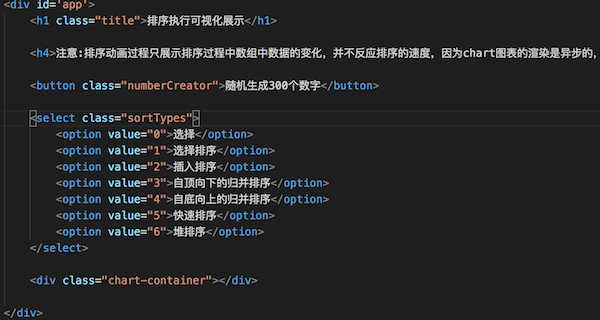 <div id='app'>
<h1 class="title">排序执行可视化展示</h1>
<h4>注意:排序动画过程只展示排序过程中数组中数据的变化，并不反应排序的速度，因为chart图表的渲染是异步的，
<button class="numberCreator">随机生成300个数字</button>
<select class="sortTypes">
<option value="0">选择</option>
<option value="1">选择排序</option>
<option value="2">插入排序</option>
<option value="3">自顶向下的归并排序</option>
<option value="4">自底向上的归并排序</option>
<option value="5">快速排序</option>
<option value="6">堆排序</option>
</select>
<div class="chart-container"></div>
</div>